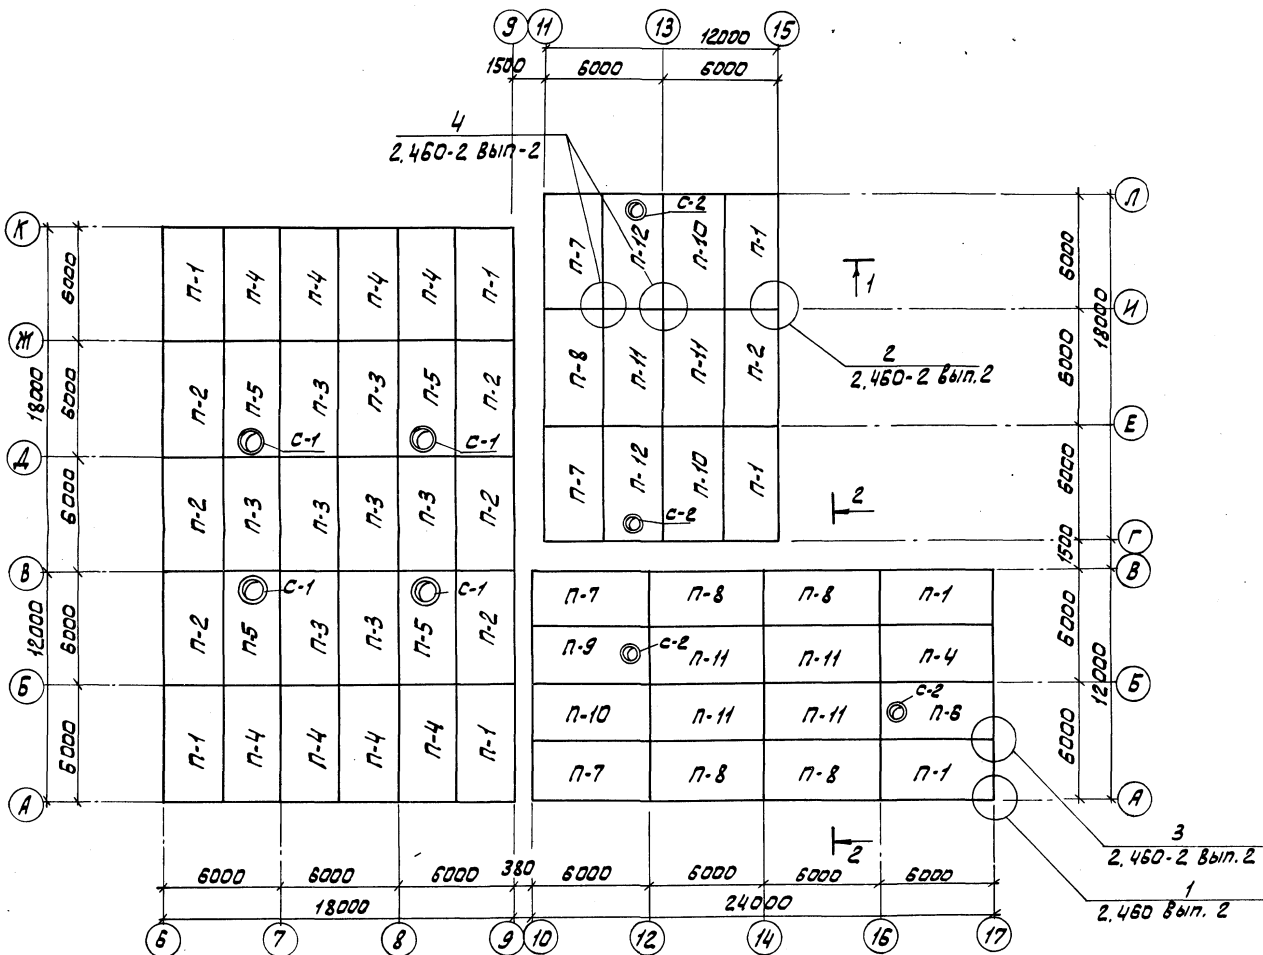 9 11 13 15
12000
1500 6000 6000
4
2.460-2 Вып-2
Л
С-2
К
П-7 П-12 П-10 П-1
6000
1
П-1 П-4 П-4 П-4 П-4 П-1
6000
И
18000
Ж
2
2.460-2 Вып.2
П-8 П-11 П-11 П-2
6000
П-2 П-5 П-3 П-3 П-5 П-2
18000 6000
Е
С-1 С-1
Д
П-7 П-12 П-10 П-1
6000
2
С-2
П-2 П-3 П-3 П-3 П-3 П-2
6000
Г
1500
В
В
П-7 П-8 П-8 П-1
С-1 С-1
П-2 П-5 П-3 П-3 П-5 П-2
12000 6000
П-9 С-2 П-11 П-11 П-4
6000
12000
Б
Б
С-2
П-10 П-11 П-11 П-6
П-1 П-4 П-4 П-4 П-4 П-1
6000
6000
П-7 П-8 П-8 П-1
А
А
3
2.460-2 Вып.2
2
6000 6000 6000 380 6000 6000 6000 6000
1
2.460 Вып. 2
18000 24000
6 7 8 9 10 12 14 16 17